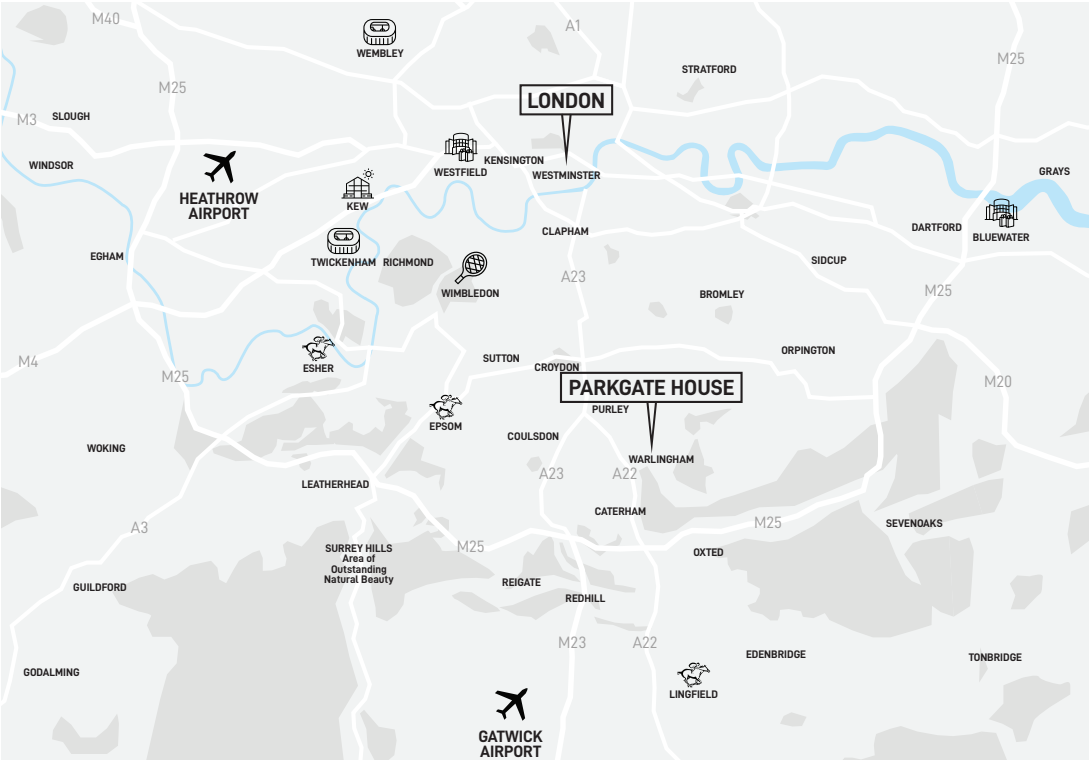 M40
A1
WEMBLEY
M25
STRATFORD
M25
LONDON
M3
SLOUGH
WINDSOR
HEATHROW
AIRPORT
WESTFIELD
KENSINGTON
WESTMINSTER
GRAYS
KEW
CLAPHAM
DARTFORD
BLUEWATER
EGHAM
TWICKENHAM
RICHMOND
SIDCUP
A23
WIMBLEDON
BROMLEY
M25
ORPINGTON
M4
ESHER
SUTTON
CROYDON
M25
PARKGATE HOUSE
M20
PURLEY
EPSOM
COULSDON
WOKING
WARLINGHAM
LEATHERHEAD
A23
A22
CATERHAM
A3
M25
SEVENOAKS
M25
SURREY HILLS
Area of
Outstanding
Natural Beauty
OXTED
GUILDFORD
REIGATE
REDHILL
M23
A22
EDENBRIDGE
TONBRIDGE
GODALMING
LINGFIELD
GATWICK
AIRPORT